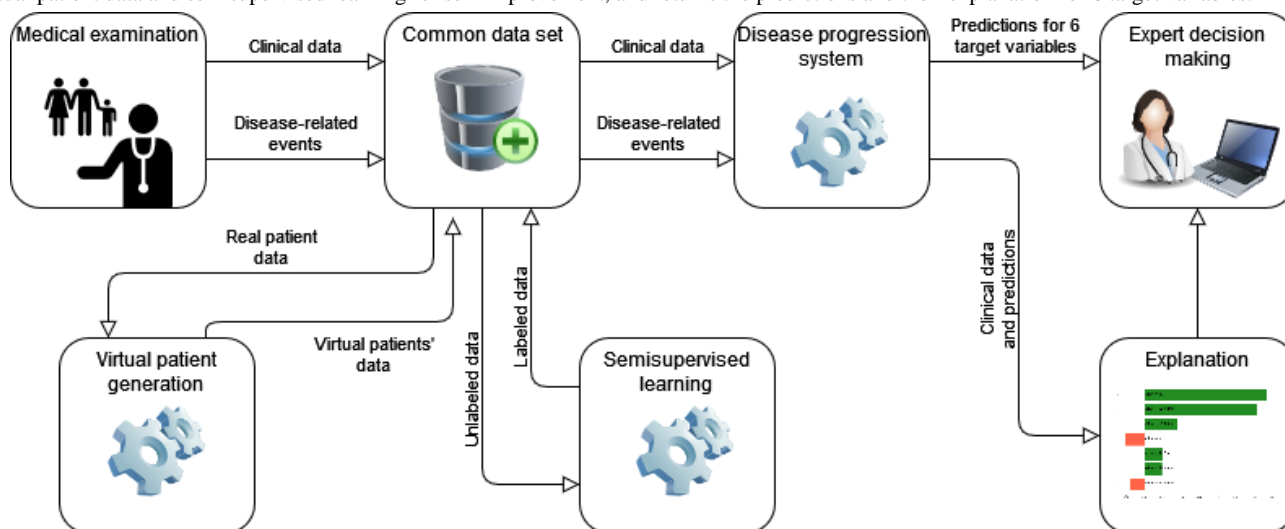 Medical examination
Clinical data
Common data set
Clinical data
Disease progression
system
Predictions for 6
target variables
Expert decision
making
Disease-related
events
Disease-related
events
Real patient
data
Virtual patients'
data
Unlabeled data
Labeled data
Clinical data
and predictions
Virtual patient
generation
Semisupervised
learning
Explanation